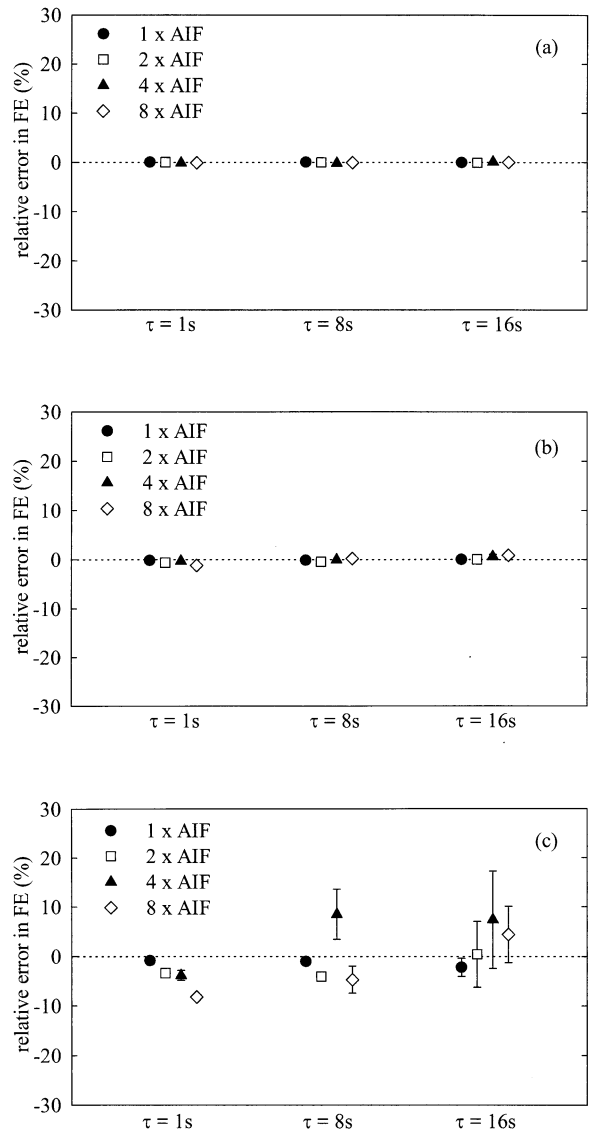 30
1 x AIF
(a)
20
2 x AIF
4 x AIF
10
8 x AIF
0
-10
-20
-30
relative error in FE (%)
τ = 1s
τ = 8s
τ = 16s
30
1 x AIF
(b)
20
2 x AIF
4 x AIF
10
8 x AIF
0
-10
-20
-30
relative error in FE (%)
τ = 1s
τ = 8s
τ = 16s
30
1 x AIF
(c)
20
2 x AIF
4 x AIF
10
8 x AIF
0
-10
-20
-30
relative error in FE (%)
τ = 1s
τ = 8s
τ = 16s